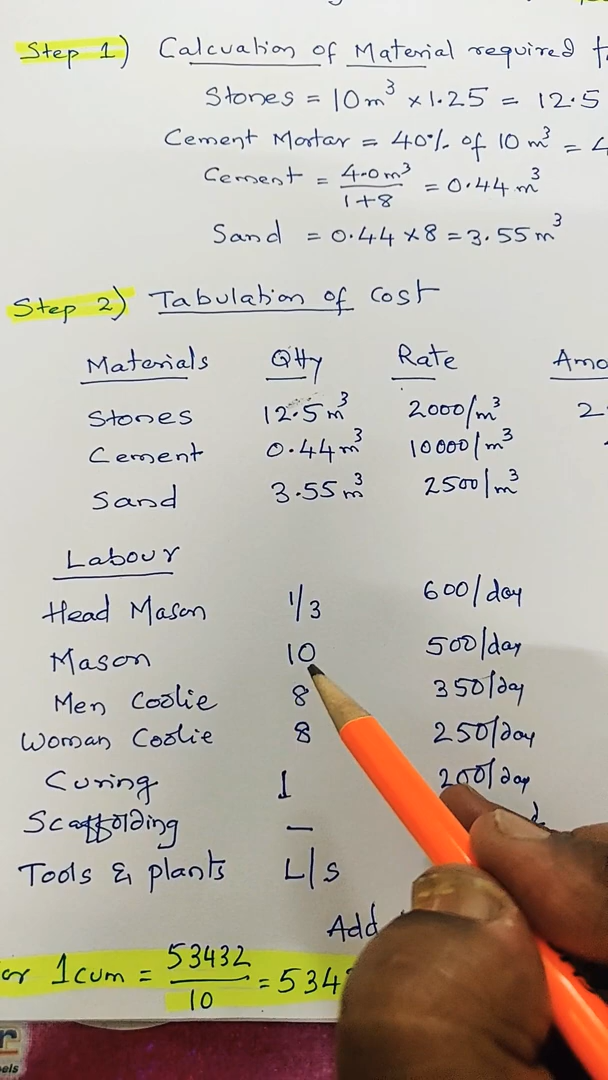 Step 1) Calcuation of Material required
Stones = 10m³ × 1.25 = 12.5
Cement Mortar = 40% of 10 m³ = 4
Cement = 4.0m³ / 1+8 = 0.44 m³
Sand = 0.44 × 8 = 3.55 m³
Step 2) Tabulation of cost
Materials Qtty Rate Amo
Stones 12.5m³ 2000/m³ 2
Cement 0.44m³ 10000/m³
Sand 3.55m³ 2500/m³
Labour
Head Mason 1/3 600/day
Mason 10 500/day
Men Coolie 8 350/day
Woman Coolie 8 250/day
Curing 1 200/day
Scaffolding —
Tools & plants L/s
Add
or 1cum = 53432 / 10 = 534
els